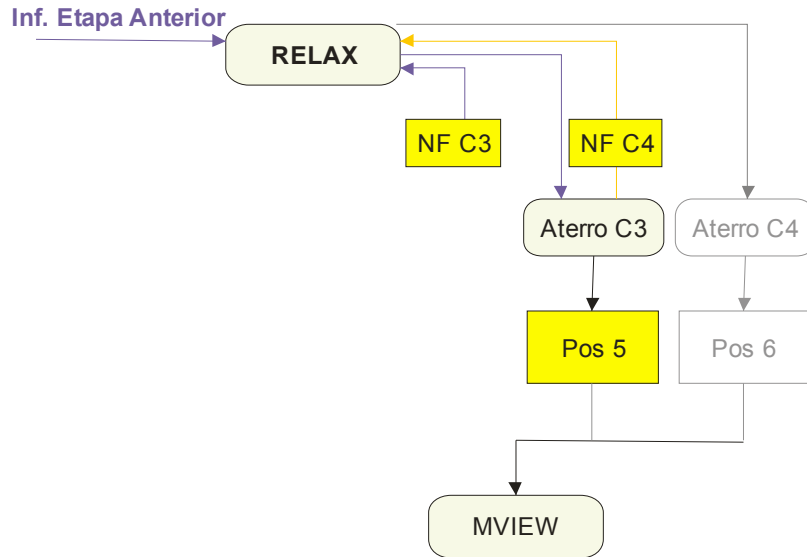 Inf. Etapa Anterior
RELAX
NF C3
NF C4
Aterro C3
Aterro C4
Pos 5
Pos 6
MVIEW